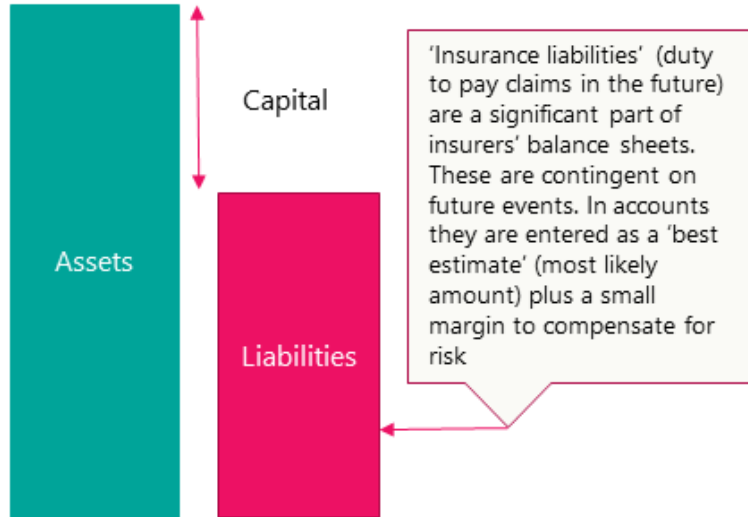 Assets
Capital
Liabilities
‘Insurance liabilities’ (duty
to pay claims in the future)
are a significant part of
insurers’ balance sheets.
These are contingent on
future events. In accounts
they are entered as a ‘best
estimate’ (most likely
amount) plus a small
margin to compensate for
risk